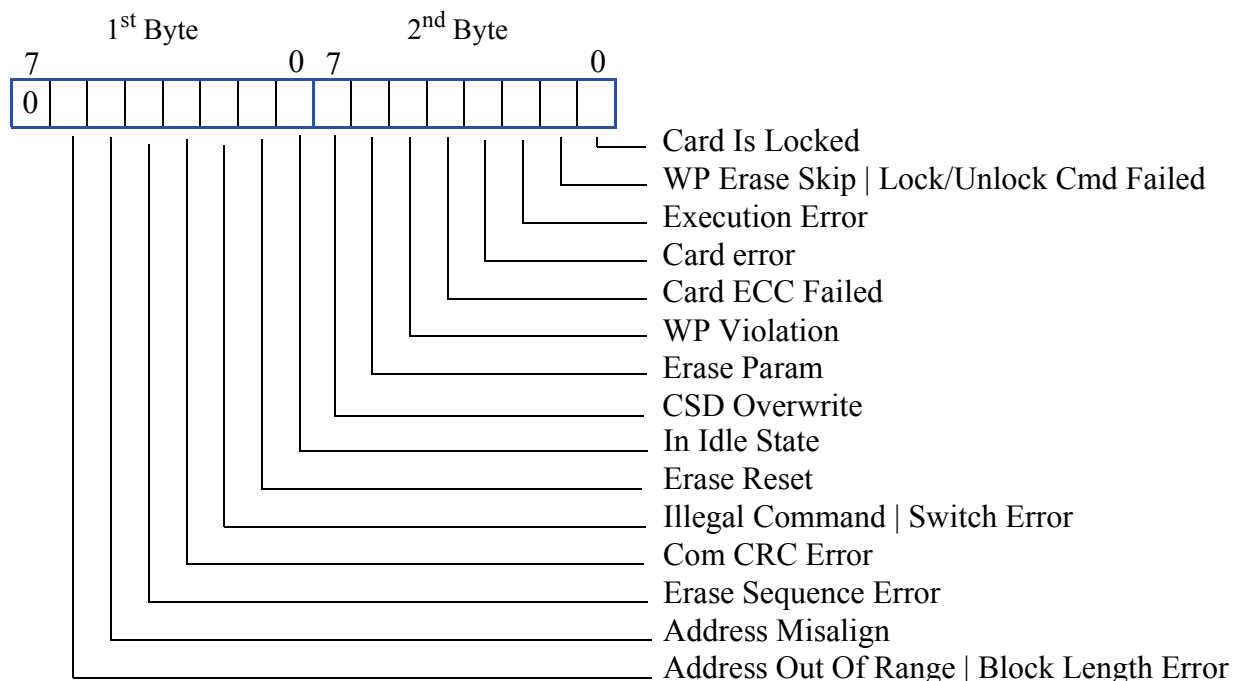 1st Byte 2nd Byte
7 0 7 0
0
Card Is Locked
WP Erase Skip | Lock/Unlock Cmd Failed
Execution Error
Card error
Card ECC Failed
WP Violation
Erase Param
CSD Overwrite
In Idle State
Erase Reset
Illegal Command | Switch Error
Com CRC Error
Erase Sequence Error
Address Misalign
Address Out Of Range | Block Length Error